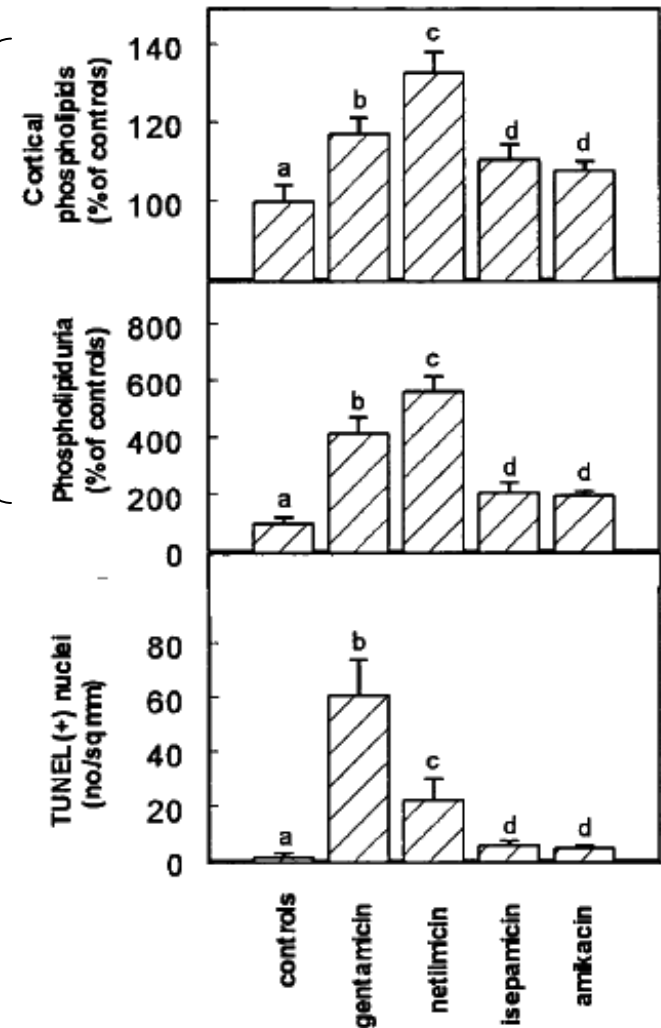 Cortical
phospholipids
(% of controls)
140
120
100
a
b
c
d
d
Phospholipiduria
(% of controls)
800
600
400
200
0
a
b
c
d
d
TUNEL (+) nuclei
(no/sq mm)
80
60
40
20
0
a
b
c
d
d
controls
gentamicin
netilmicin
isepamicin
amikacin